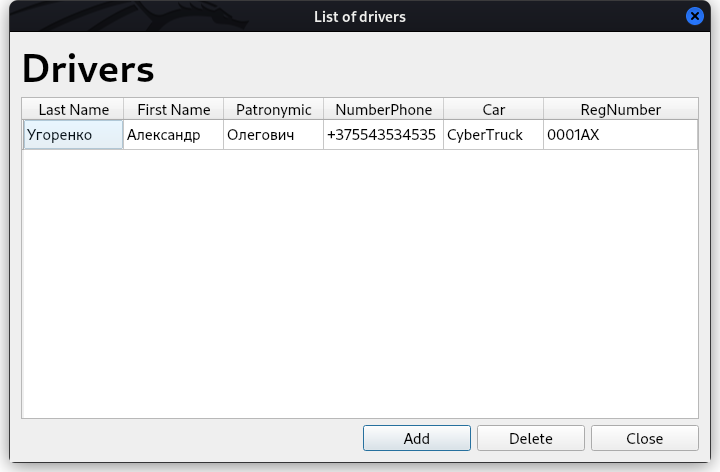 List of drivers
Drivers
Last Name First Name Patronymic NumberPhone Car RegNumber
Угоренко Александр Олегович +375543534535 CyberTruck 0001AX
Add Delete Close